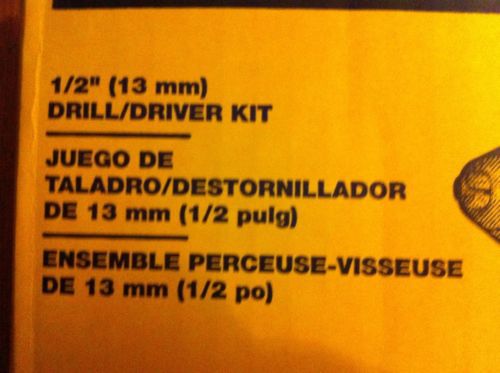 1/2" (13 mm)
DRILL/DRIVER KIT
JUEGO DE
TALADRO/DESTORNILLADOR
DE 13 mm (1/2 pulg)
ENSEMBLE PERCEUSE-VISSEUSE
DE 13 mm (1/2 po)